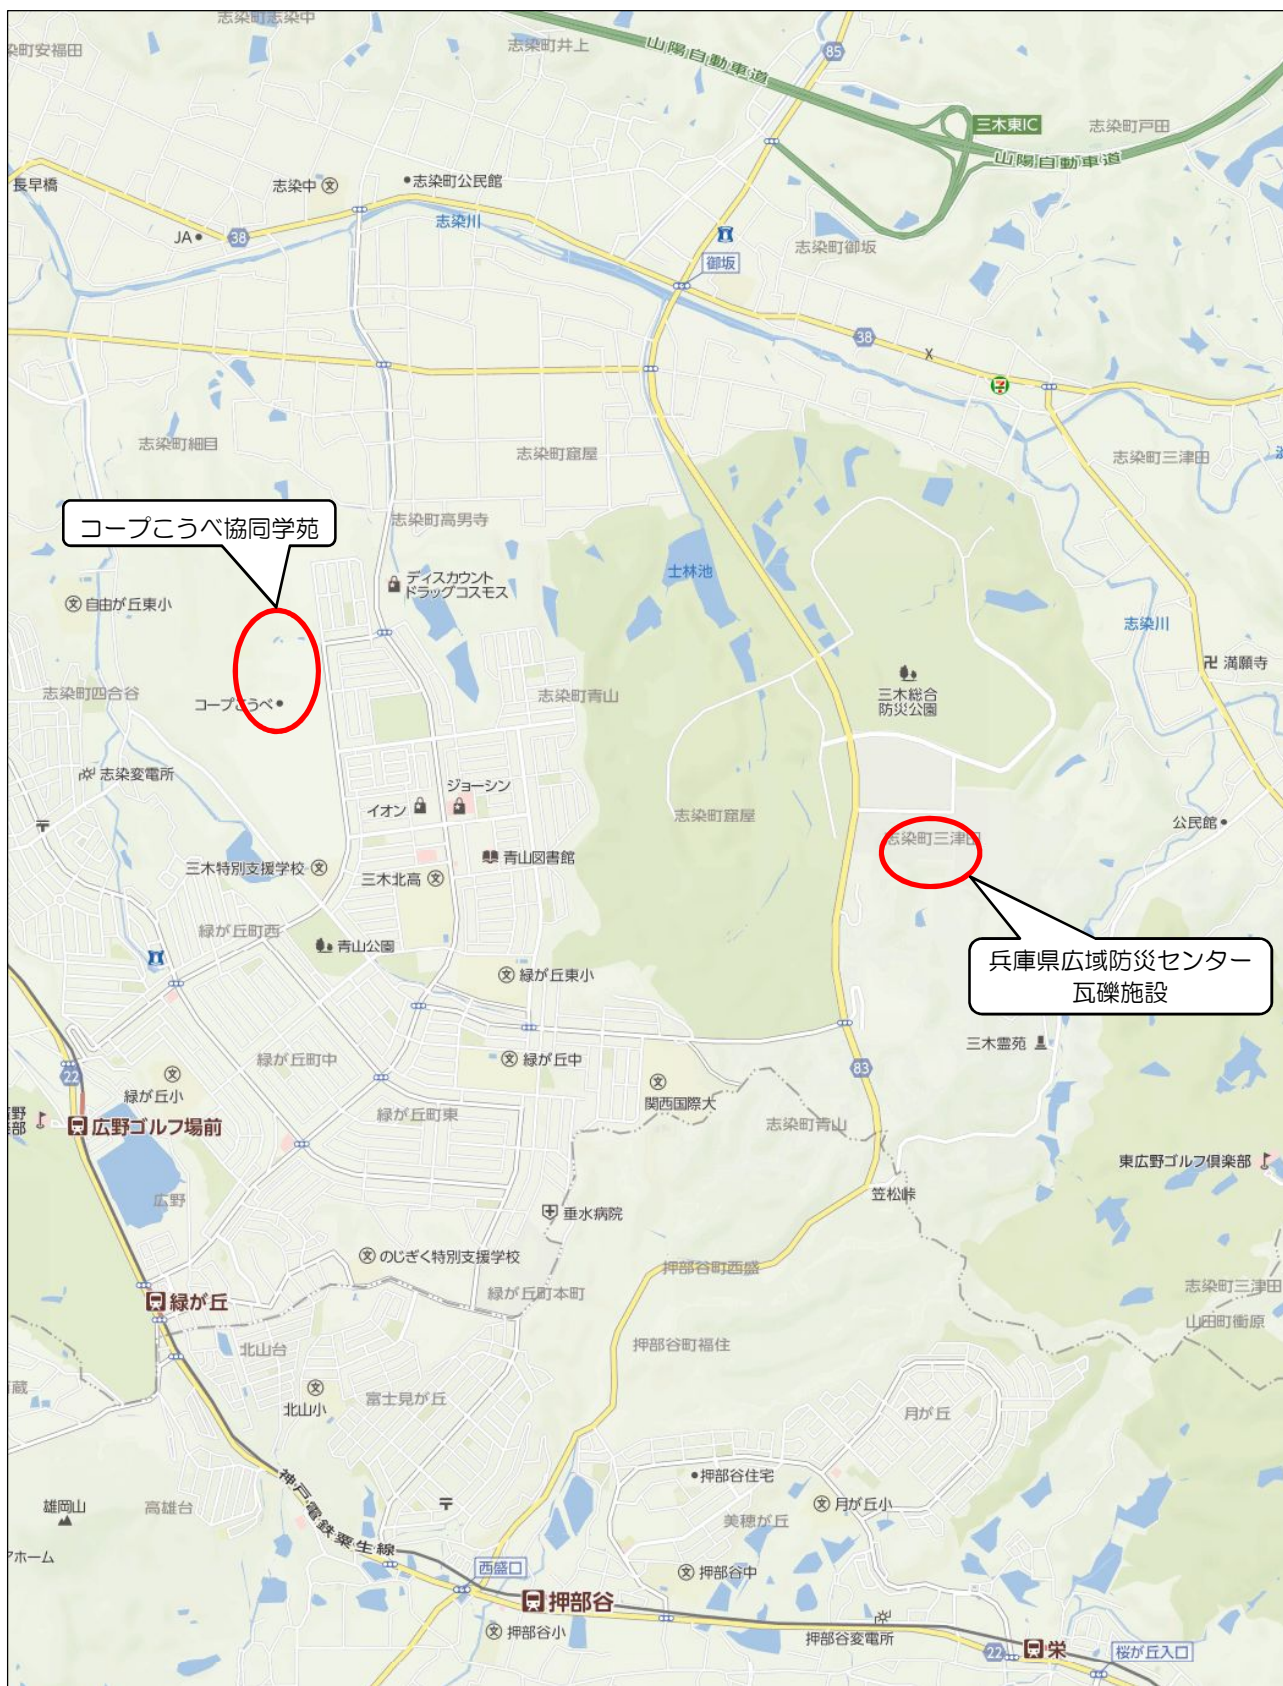 志染町志染中
志染町安福田
志染町井上
山陽自動車道
85
三木東IC
志染町戸田
山陽自動車道
長早橋
志染中
志染町公民館
志染川
JA
38
御坂
志染町御坂
38
志染町細目
志染町窟屋
志染町三津田
コープこうべ協同学苑
志染町高男寺
ディスカウント
ドラッグコスモス
自由が丘東小
士林池
志染川
満願寺
志染町四合谷
コープこうべ
志染町青山
三木総合
防災公園
志染変電所
ジョーシン
イオン
志染町窟屋
志染町三津田
公民館
三木特別支援学校
三木北高
青山図書館
緑が丘町西
青山公園
緑が丘東小
兵庫県広域防災センター
瓦礫施設
三木霊苑
緑が丘町中
緑が丘中
22
緑が丘小
83
関西国際大
緑が丘町東
志染町青山
広野ゴルフ場前
東広野ゴルフ倶楽部
広野
笠松峠
垂水病院
のじぎく特別支援学校
押部谷町西盛
緑が丘町本町
志染町三津田
緑が丘
山田町衝原
北山台
押部谷町福住
北山小
富士見が丘
月が丘
押部谷住宅
神戸電鉄粟生線
雄岡山
高雄台
月が丘小
美穂が丘
西盛口
押部谷中
押部谷
押部谷小
押部谷変電所
22
栄
桜が丘入口